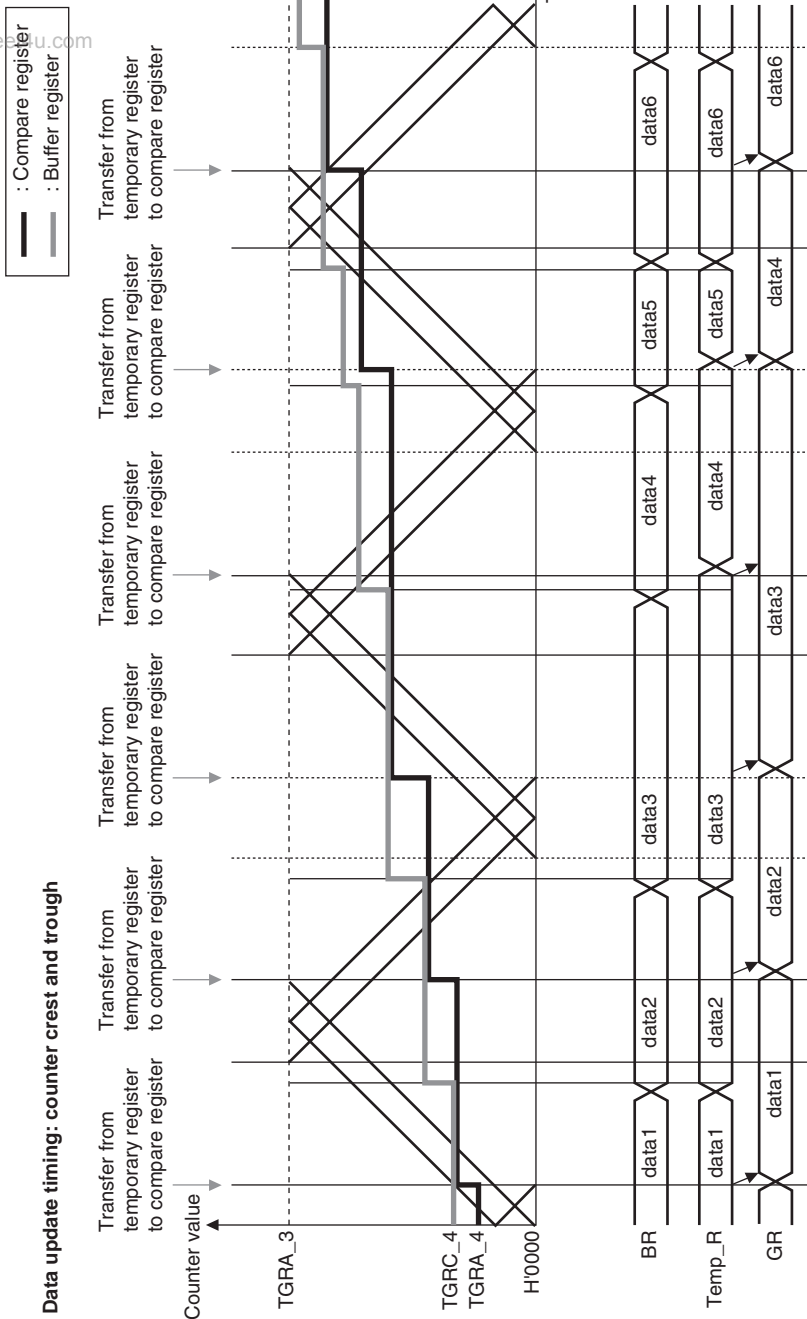 Data update timing: counter crest and trough
: Compare register
: Buffer register
Transfer from
temporary register
to compare register
Transfer from
temporary register
to compare register
Transfer from
temporary register
to compare register
Transfer from
temporary register
to compare register
Transfer from
temporary register
to compare register
Transfer from
temporary register
to compare register
Counter value
TGRA_3
TGRC_4
TGRA_4
H'0000
BR data1 data2 data3 data4 data5 data6
Temp_R data1 data2 data3 data4 data5 data6
GR data1 data2 data3 data4 data6